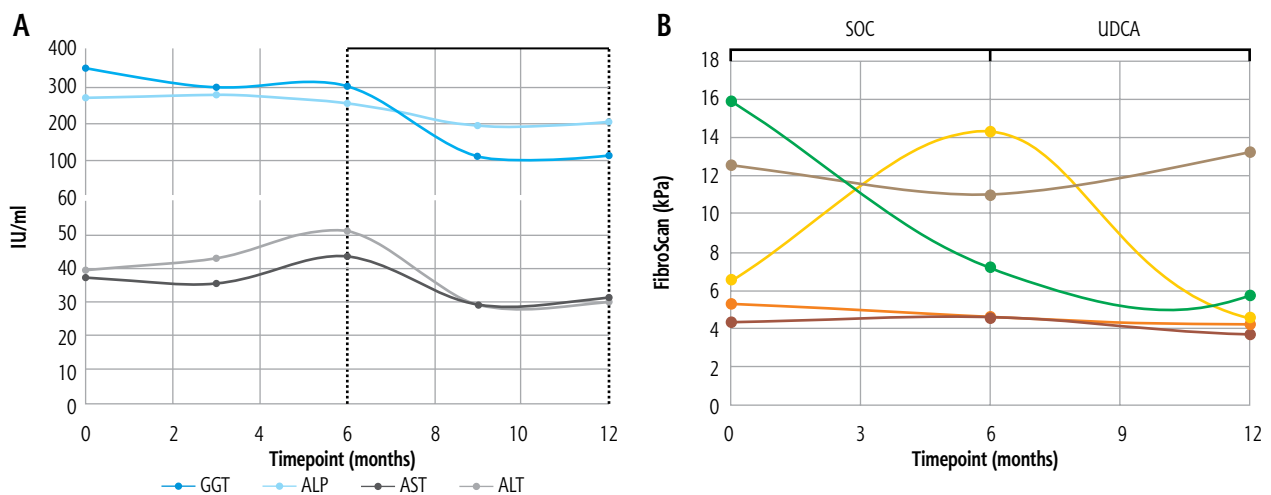 A
400
300
200
100
60
50
40
30
20
10
0
IU/ml
0 2 4 6 8 10 12
Timepoint (months)
GGT ALP AST ALT
B
SOC UDCA
18
16
14
12
10
8
6
4
2
0
FibroScan (kPa)
0 3 6 9 12
Timepoint (months)